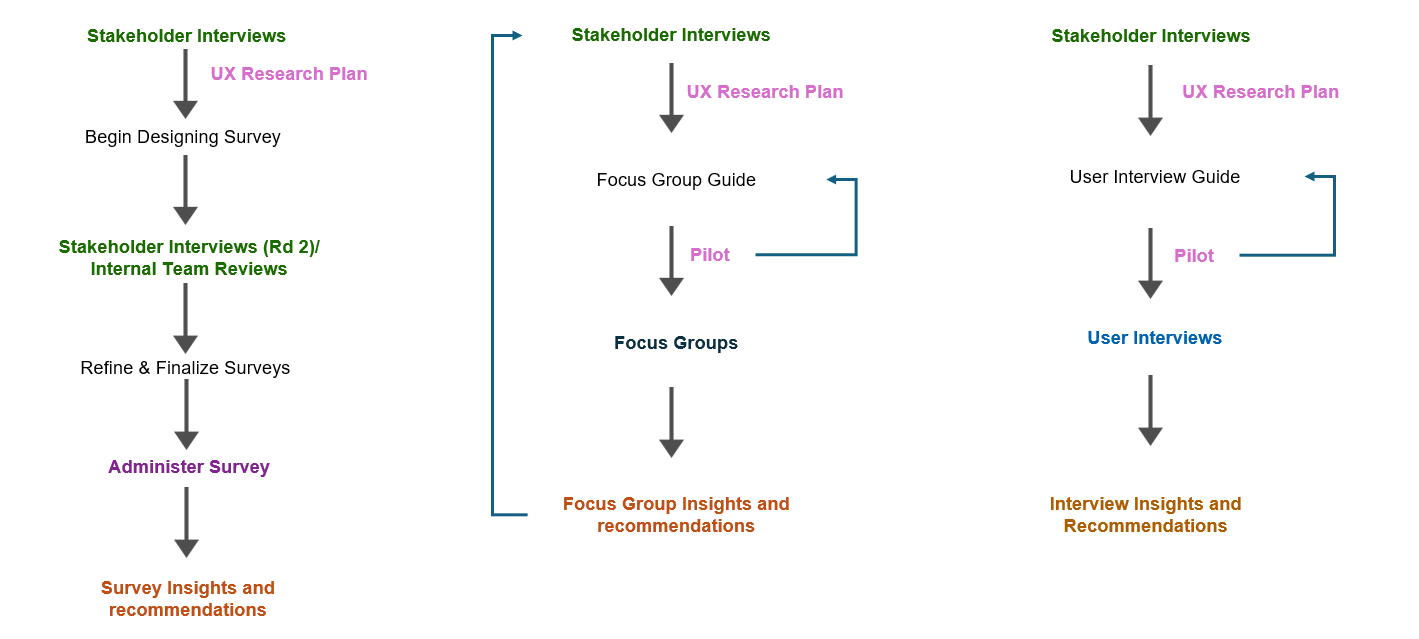 Stakeholder Interviews
UX Research Plan
Begin Designing Survey
Stakeholder Interviews (Rd 2)/
Internal Team Reviews
Refine & Finalize Surveys
Administer Survey
Survey Insights and
recommendations
Stakeholder Interviews
UX Research Plan
Focus Group Guide
Pilot
Focus Groups
Focus Group Insights and
recommendations
Stakeholder Interviews
UX Research Plan
User Interview Guide
Pilot
User Interviews
Interview Insights and
Recommendations